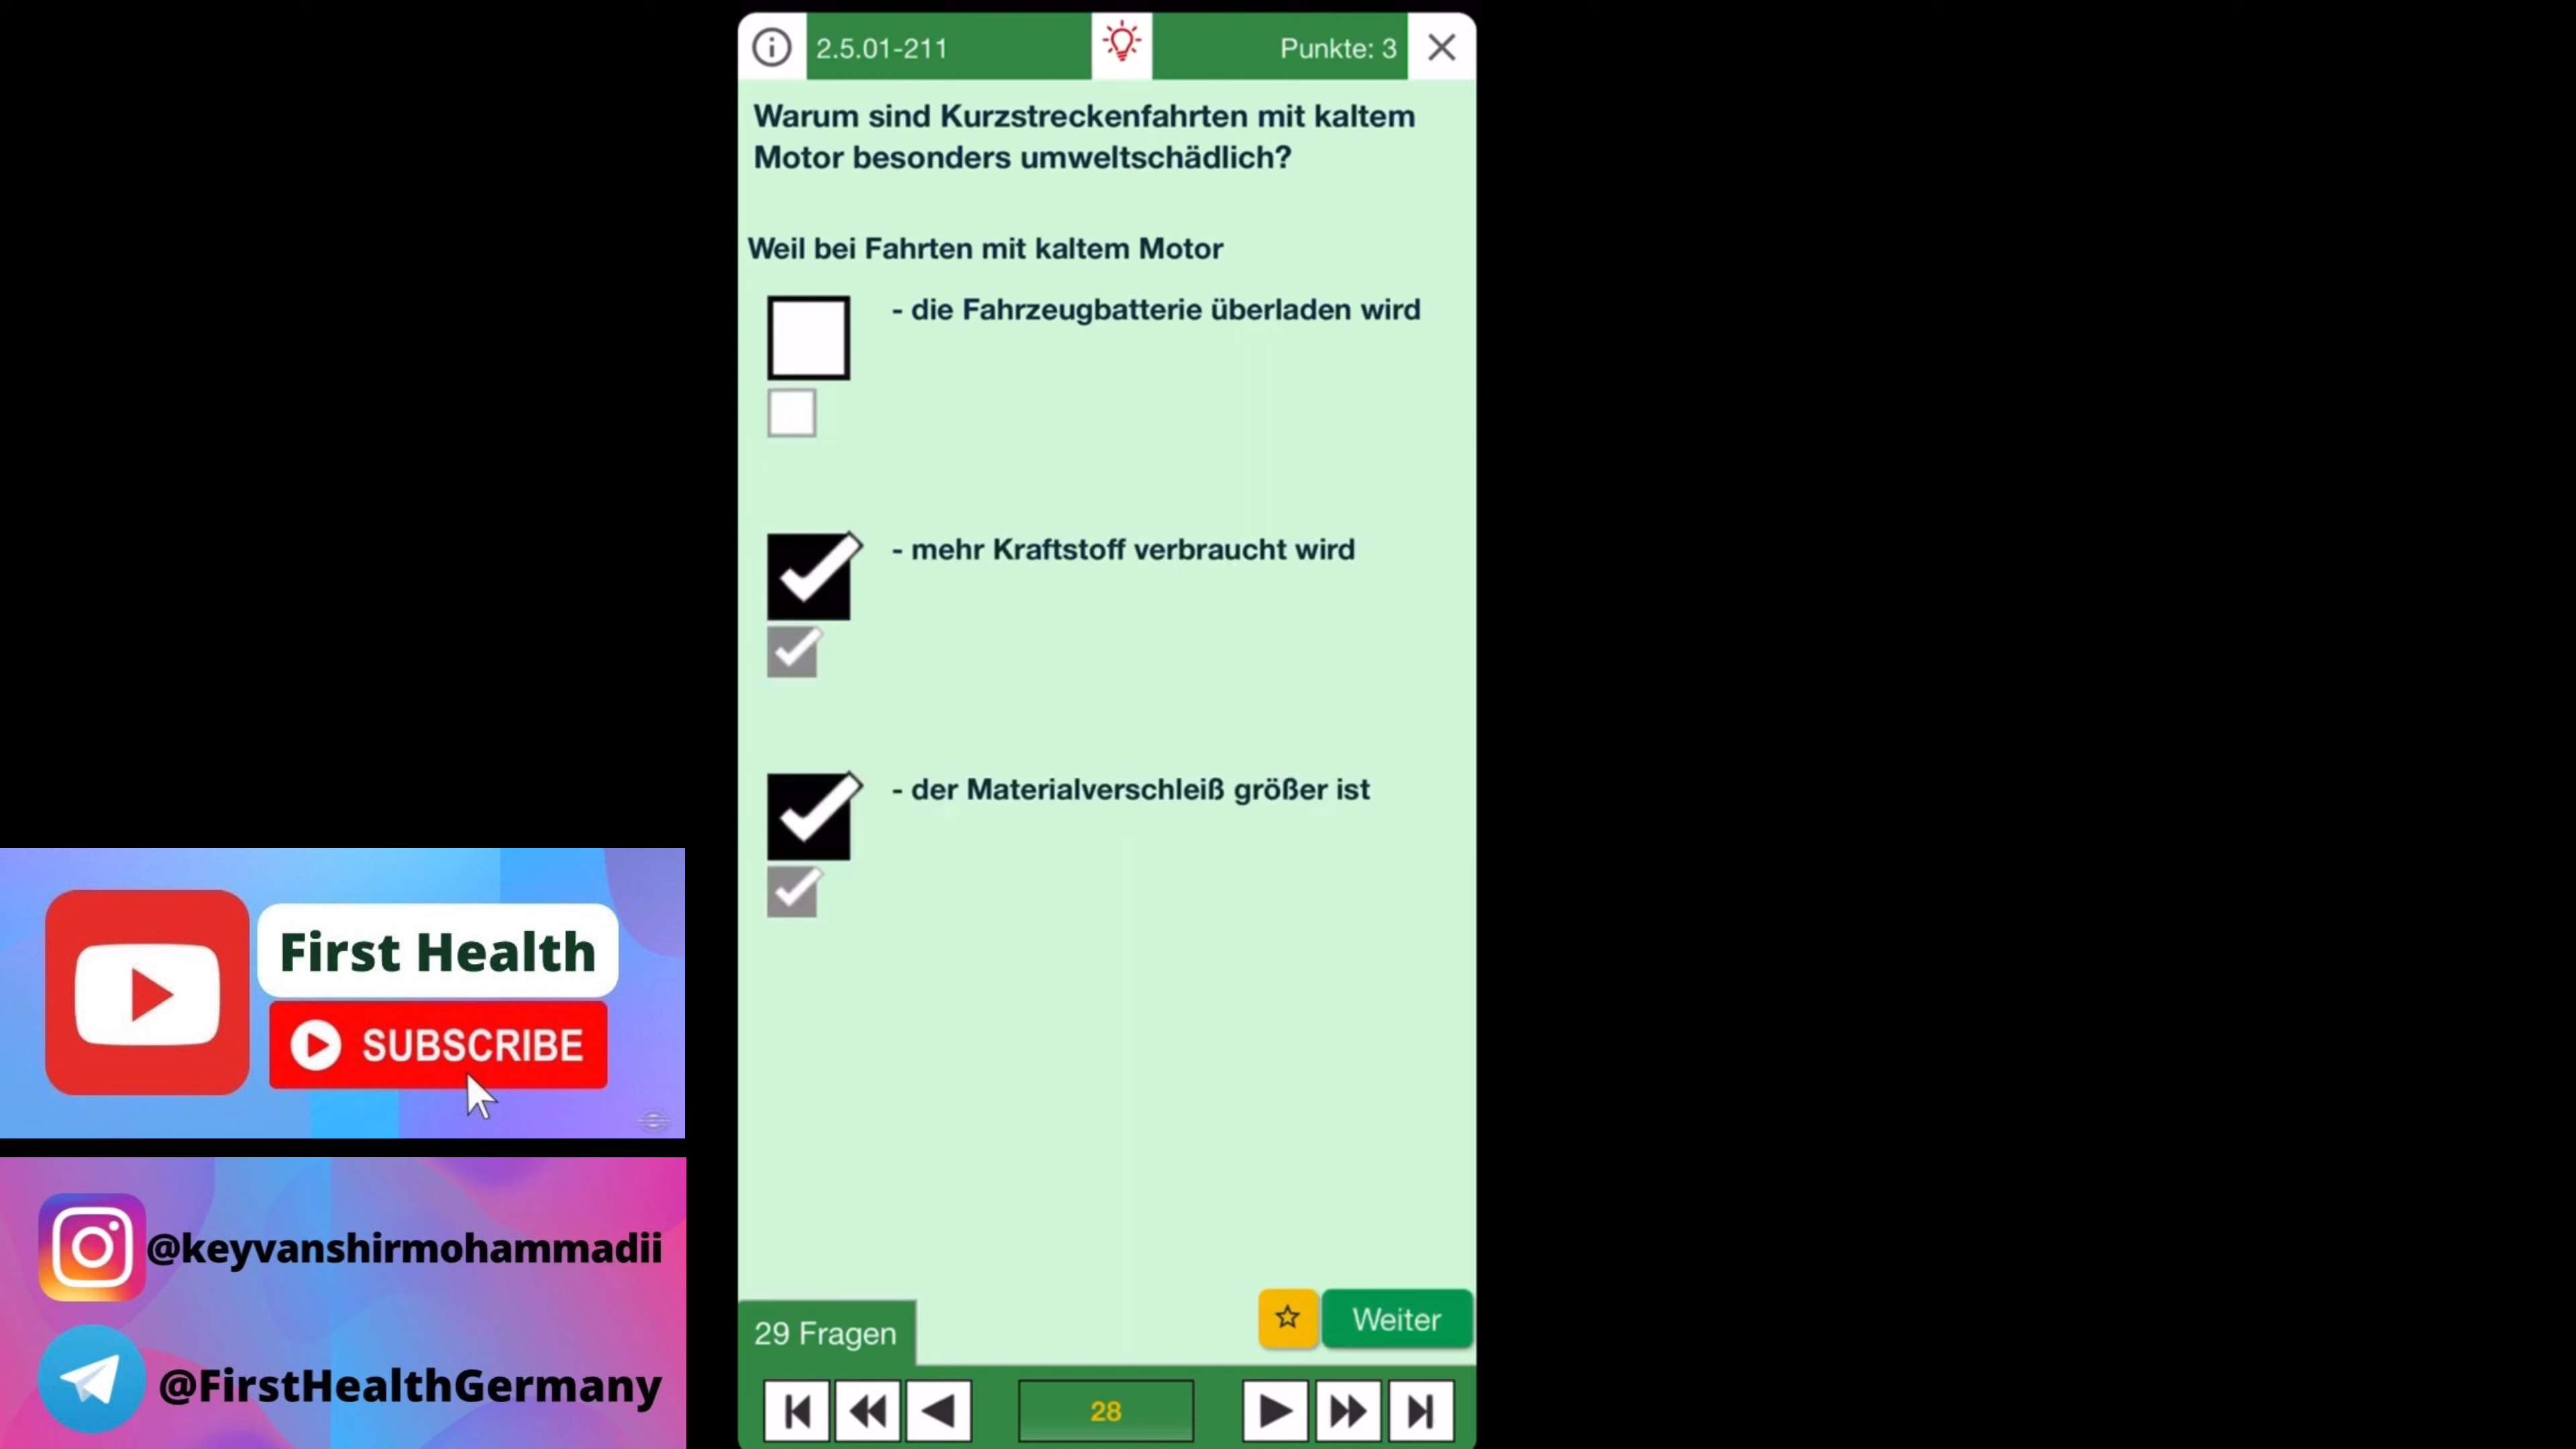 2.5.01-211
Punkte: 3
Warum sind Kurzstreckenfahrten mit kaltem
Motor besonders umweltschädlich?
Weil bei Fahrten mit kaltem Motor
- die Fahrzeugbatterie überladen wird
- mehr Kraftstoff verbraucht wird
- der Materialverschleiß größer ist
First Health
SUBSCRIBE
@keyvanshirmohammadii
@FirstHealthGermany
29 Fragen
Weiter
28